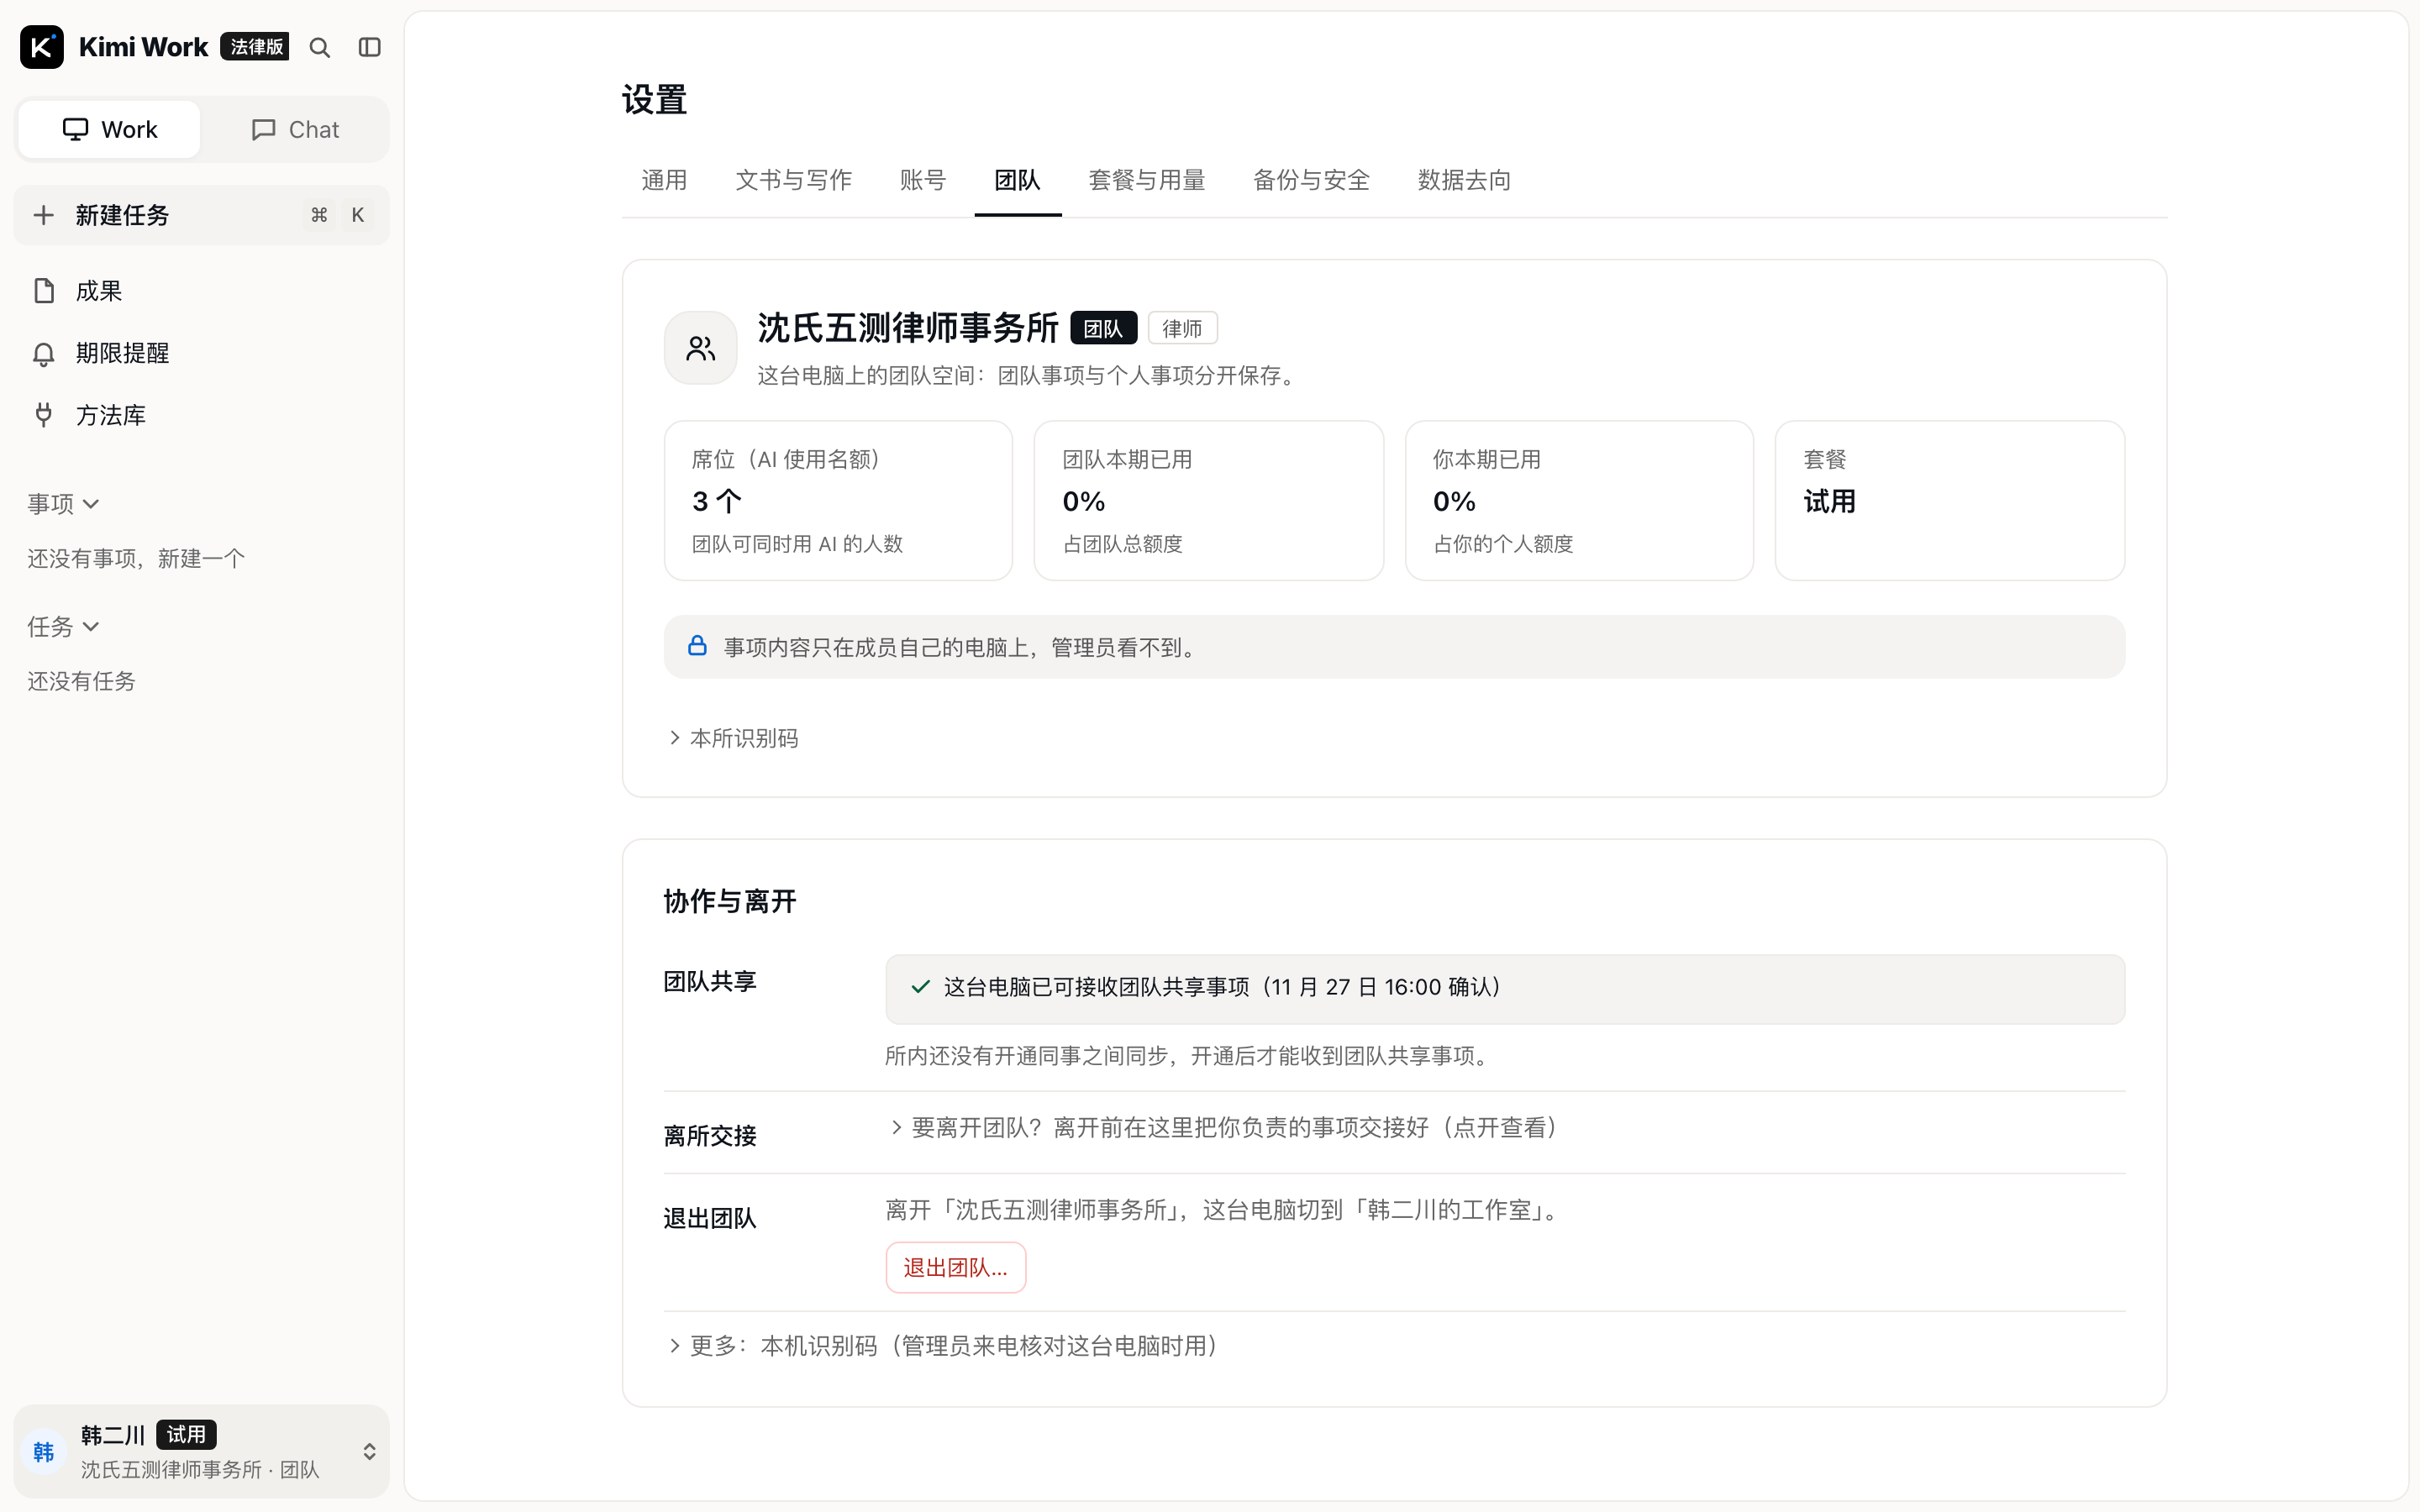 Kimi Work 法律版
Work
Chat
新建任务 ⌘ K
成果
期限提醒
方法库
事项
还没有事项，新建一个
任务
还没有任务
韩
韩二川 试用
沈氏五测律师事务所 · 团队
设置
通用 文书与写作 账号 团队 套餐与用量 备份与安全 数据去向
沈氏五测律师事务所 团队 律师
这台电脑上的团队空间：团队事项与个人事项分开保存。
席位（AI 使用名额）
3 个
团队可同时用 AI 的人数
团队本期已用
0%
占团队总额度
你本期已用
0%
占你的个人额度
套餐
试用
事项内容只在成员自己的电脑上，管理员看不到。
本所识别码
协作与离开
团队共享
这台电脑已可接收团队共享事项（11 月 27 日 16:00 确认）
所内还没有开通同事之间同步，开通后才能收到团队共享事项。
离所交接
要离开团队？离开前在这里把你负责的事项交接好（点开查看）
退出团队
离开「沈氏五测律师事务所」，这台电脑切到「韩二川的工作室」。
退出团队...
更多：本机识别码（管理员来电核对这台电脑时用）